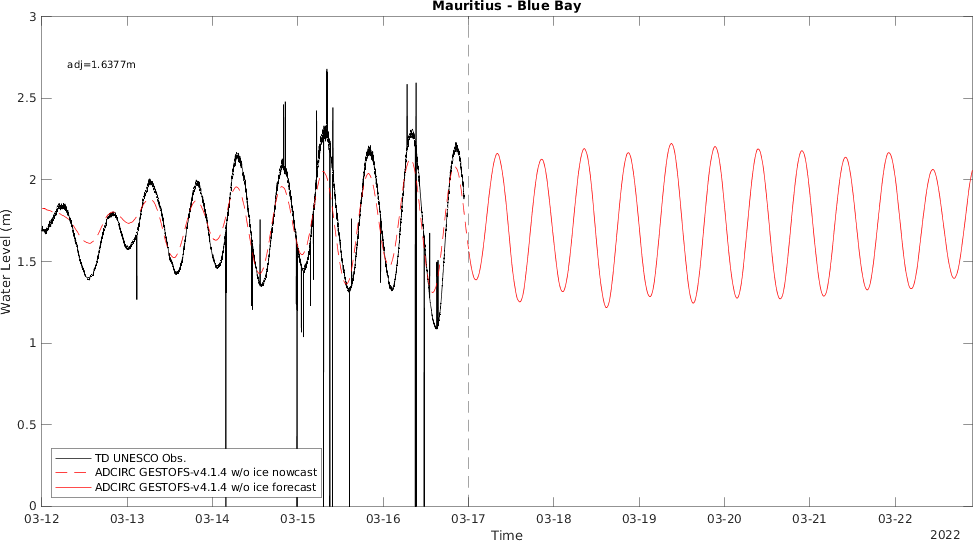 Mauritius - Blue Bay
3
adj=1.6377m
2.5
2
Water Level (m)
1.5
1
0.5
TD UNESCO Obs.
ADCIRC GESTOFS-v4.1.4 w/o ice nowcast
ADCIRC GESTOFS-v4.1.4 w/o ice forecast
0
03-12 03-13 03-14 03-15 03-16 03-17 03-18 03-19 03-20 03-21 03-22
Time
2022